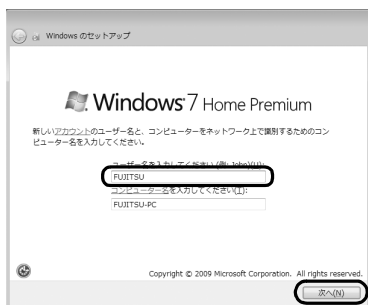 Windows のセットアップ
Windows 7 Home Premium
新しいアカウントのユーザー名と、コンピューターをネットワーク上で識別するためのコン
ピューター名を入力してください。
ユーザー名を入力してください (例: John)(U):
FUJITSU
コンピューター名を入力してください(T):
FUJITSU-PC
Copyright © 2009 Microsoft Corporation. All rights reserved.
次へ(N)